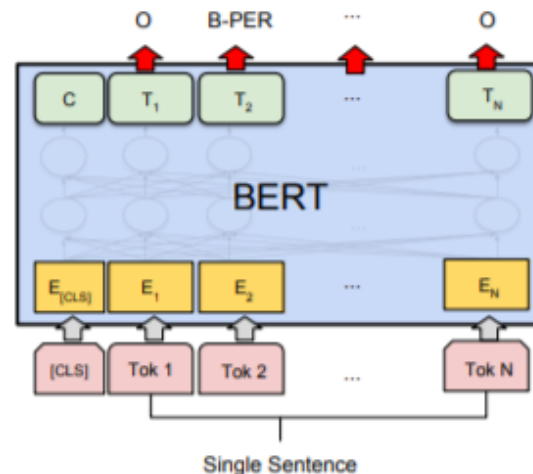 O B-PER ... O
C T1 T2 ... TN
...
BERT
...
E[CLS] E1 E2 ... EN
[CLS] Tok 1 Tok 2 ... Tok N
Single Sentence